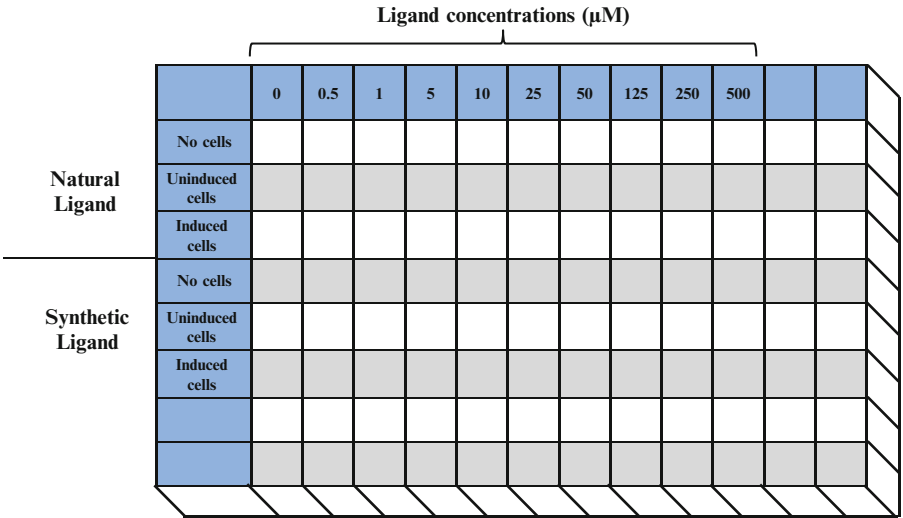 Ligand concentrations (µM)
0 0.5 1 5 10 25 50 125 250 500
No cells
Natural
Ligand
Uninduced
cells
Induced
cells
No cells
Synthetic
Ligand
Uninduced
cells
Induced
cells